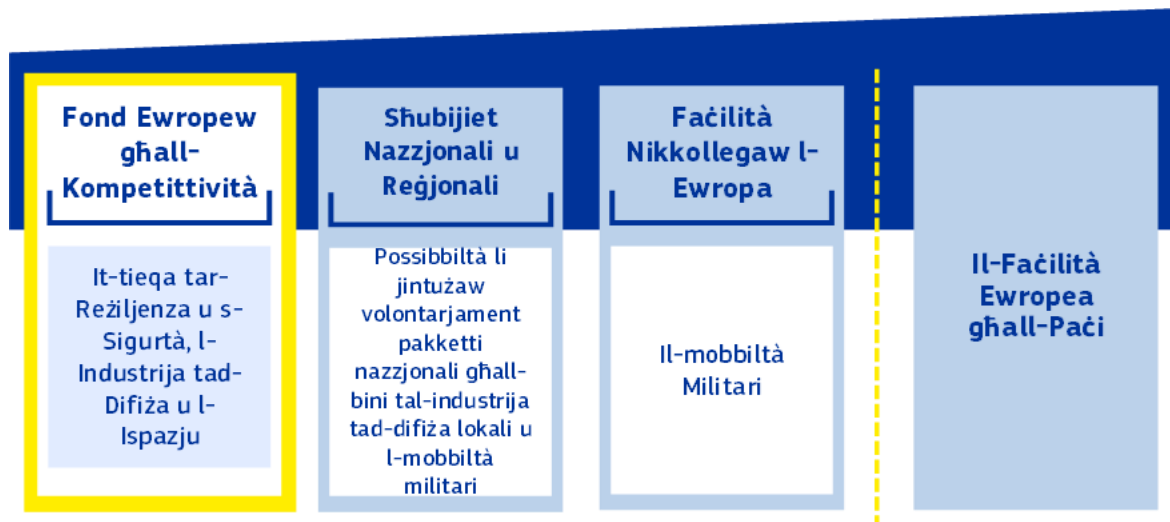 Fond Ewropew
għall-
Kompetittività
It-tieqa tar-
Reżiljenza u s-
Sigurtà, l-
Industrija tad-
Difiża u l-
Ispazju
Sħubijiet
Nazzjonali u
Reġjonali
Possibbiltà li
jintużaw
volontarjament
pakketti
nazzjonali għall-
bini tal-industrija
tad-difiża lokali u
l-mobbiltà
militari
Faċilità
Nikkollegaw l-
Ewropa
Il-mobbiltà
Militari
Il-Faċilità
Ewropea
għall-Paċi